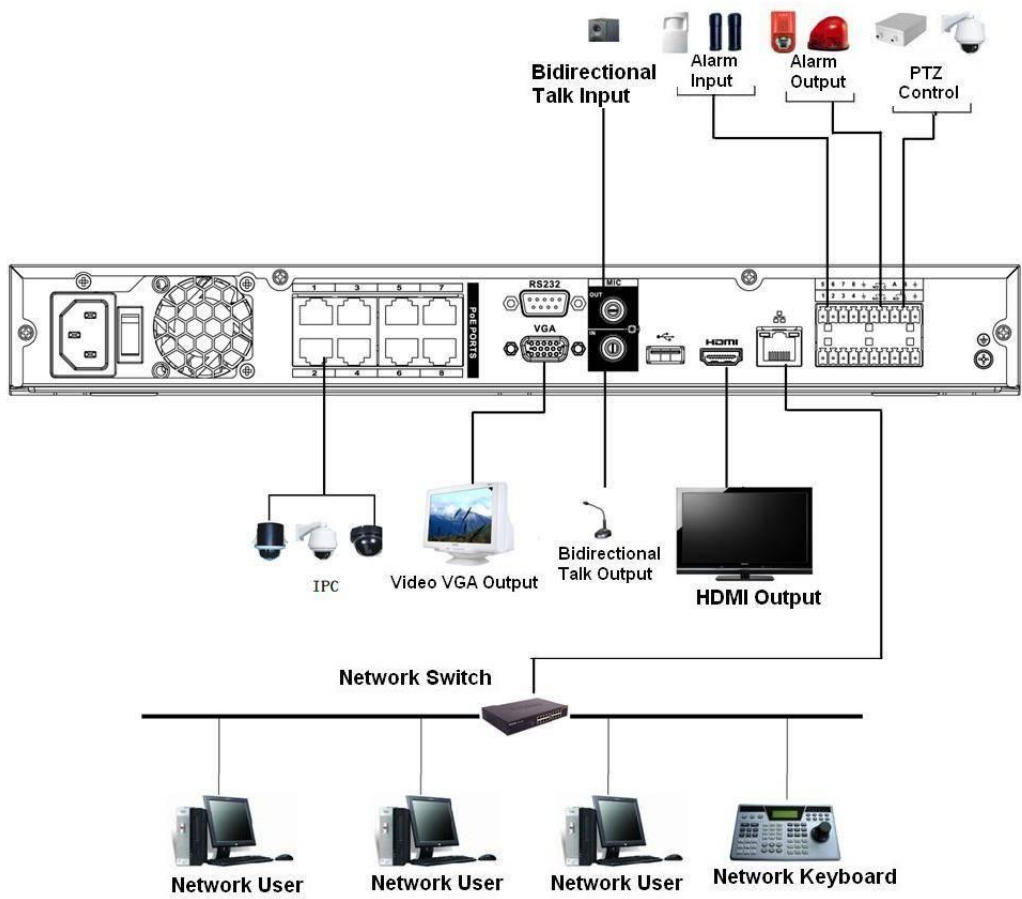 Bidirectional
Talk Input
Alarm
Input
Alarm
Output
PTZ
Control
1 3 5 7
PoE PORTS
2 4 6 8
RS232
VGA
MIC
OUT
IN
HDMI
IPC
Video VGA Output
Bidirectional
Talk Output
HDMI Output
Network Switch
Network User
Network User
Network User
Network Keyboard